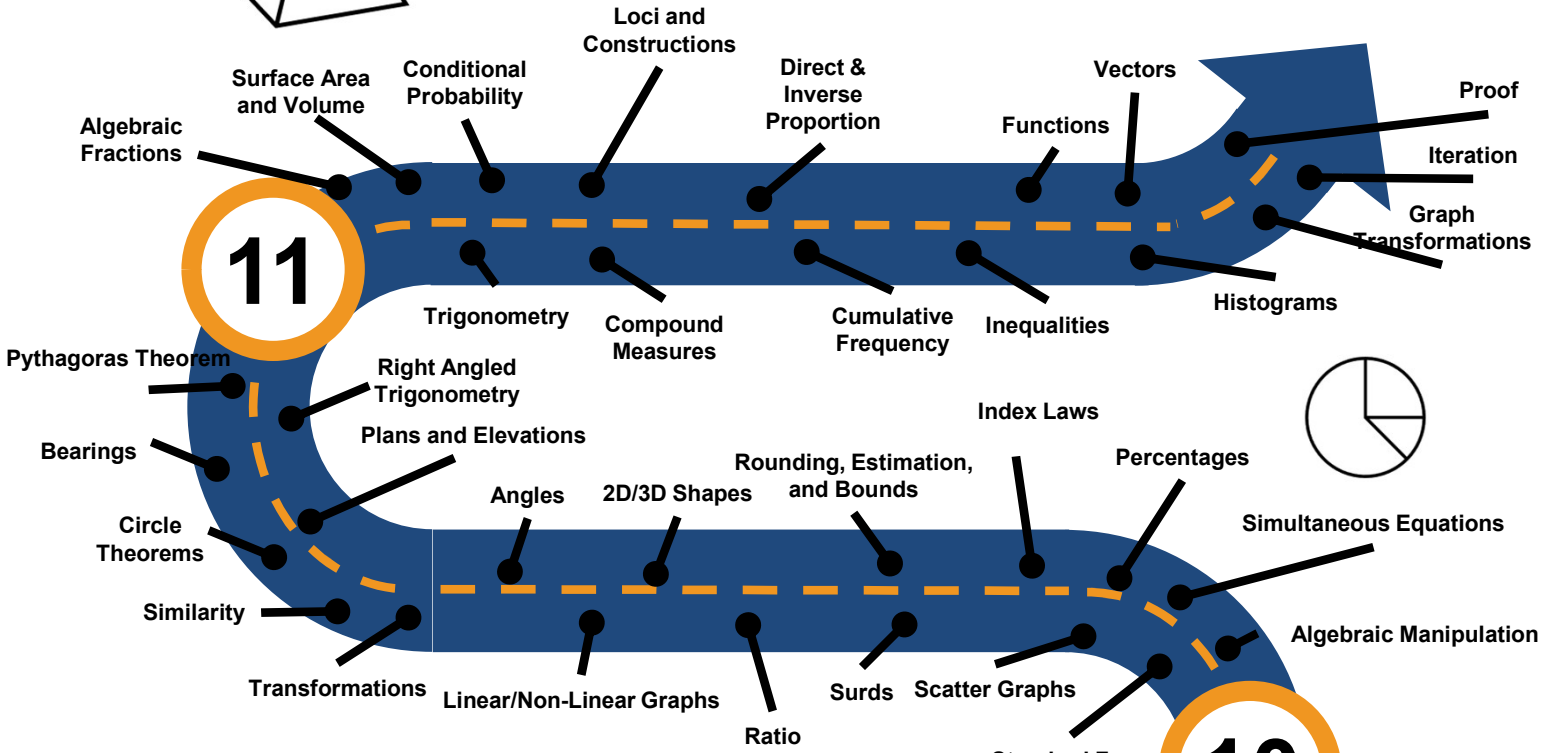 Loci and
Constructions
Surface Area
and Volume
Conditional
Probability
Direct &
Inverse
Proportion
Vectors
Proof
Algebraic
Fractions
Functions
Iteration
Graph
Transformations
11
Trigonometry
Compound
Measures
Cumulative
Frequency
Inequalities
Histograms
Pythagoras Theorem
Right Angled
Trigonometry
Bearings
Plans and Elevations
Index Laws
Percentages
Circle
Theorems
Angles
2D/3D Shapes
Rounding, Estimation,
and Bounds
Simultaneous Equations
Similarity
Transformations
Linear/Non-Linear Graphs
Ratio
Surds
Scatter Graphs
Algebraic Manipulation